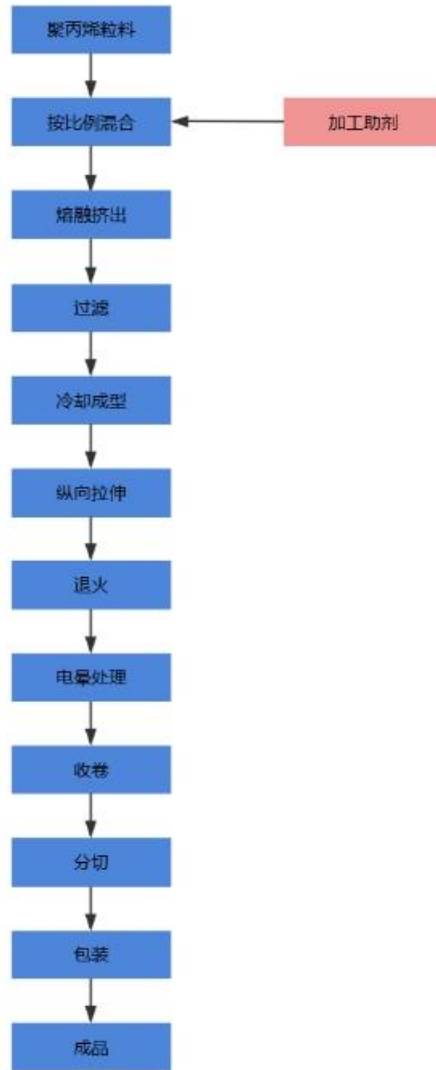 聚丙烯粒料
按比例混合
加工助剂
熔融挤出
过滤
冷却成型
纵向拉伸
退火
电晕处理
收卷
分切
包装
成品